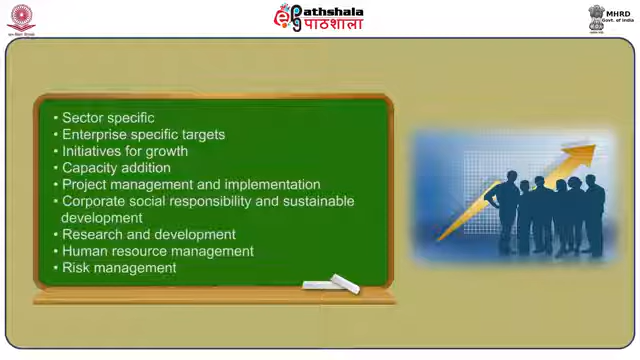 Pathshala
पाठशाला
MHRD
Govt. of India
• Sector specific
• Enterprise specific targets
• Initiatives for growth
• Capacity addition
• Project management and implementation
• Corporate social responsibility and sustainable
development
• Research and development
• Human resource management
• Risk management